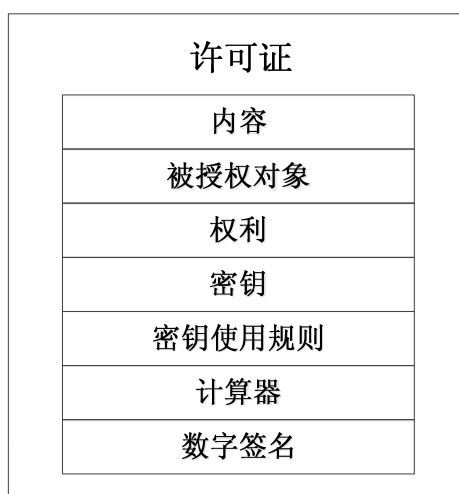 许可证
内容
被授权对象
权利
密钥
密钥使用规则
计算器
数字签名